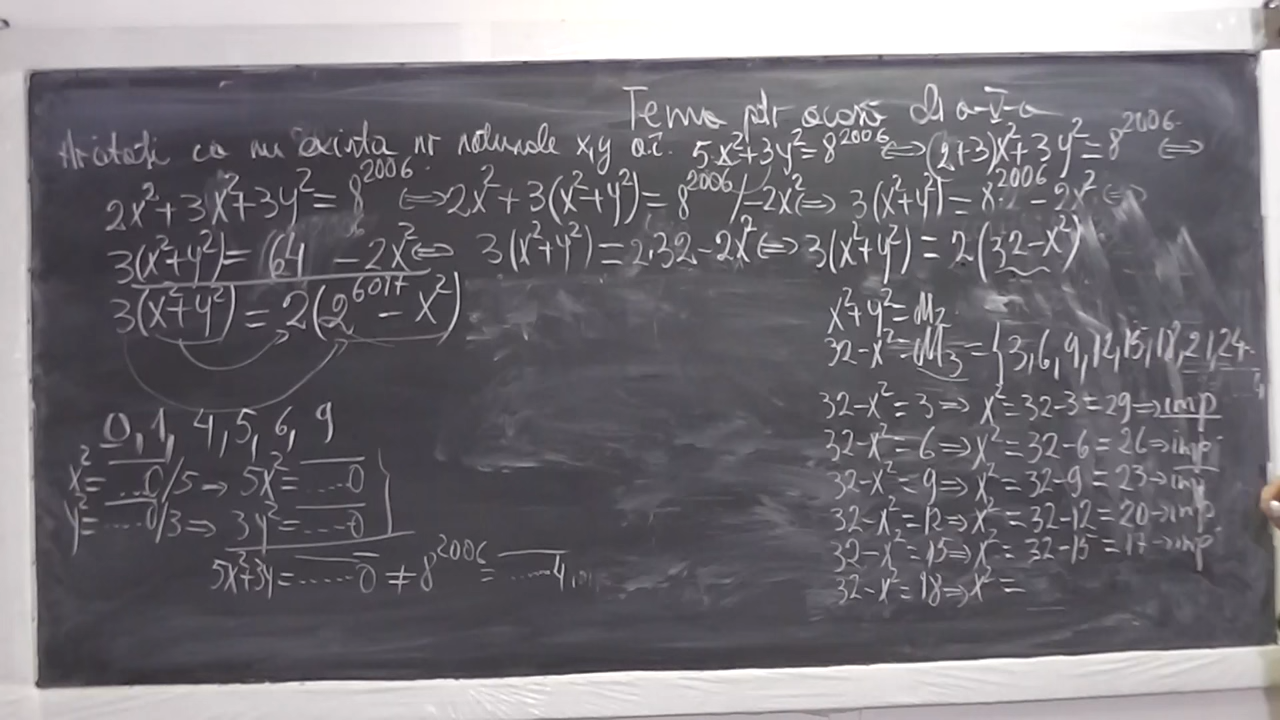 Temă ptr acasă cls a-V-a
Arătați că nu există nr naturale x,y a.î. 5x²+3y²=8²⁰⁰⁶ ⇔ (2+3)x²+3y²=8²⁰⁰⁶ ⇔
2x²+3x²+3y²=8²⁰⁰⁶ ⇔ 2x²+3(x²+y²)=8²⁰⁰⁶/-2x² ⇔ 3(x²+y²)=8²⁰⁰⁶-2x² ⇔
3(x²+y²)=64 -2x² ⇔ 3(x²+y²)=2·32-2x² ⇔ 3(x²+y²)=2(32-x²)
3(x²+y²)=2(2⁶⁰¹⁷-x²)
0,1,4,5,6,9
x²=....0/5 ⇒ 5x²=....0
y²=....0/3 ⇒ 3y²=....0
5x²+3y=.....0≠8²⁰⁰⁶=.....4
x²+y²=M₂
32-x²=M₃={3,6,9,12,15,18,21,24
32-x²=3 ⇒ x²=32-3=29 → imp
32-x²=6 ⇒ x²=32-6=26 → imp
32-x²=9 ⇒ x²=32-9=23 → imp
32-x²=12 ⇒ x²=32-12=20 → imp
32-x²=15 ⇒ x²=32-15=17 → imp
32-x²=18 ⇒ x²=